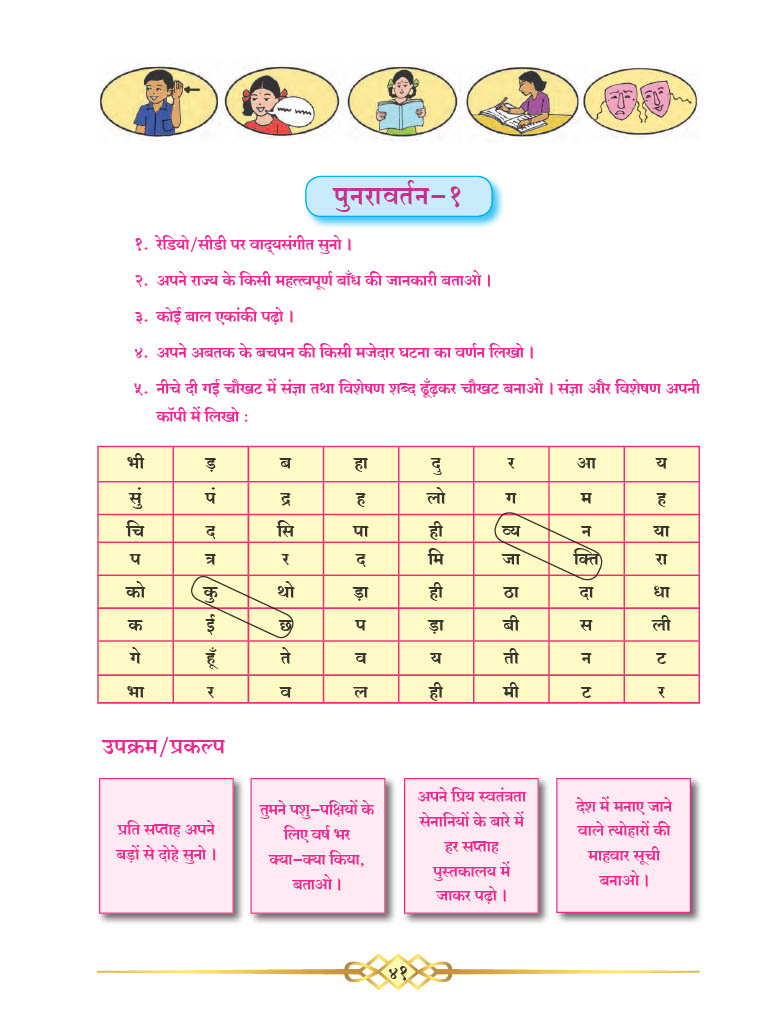 पुनरावर्तन–१
१. रेडियो/सीडी पर वाद्यसंगीत सुनो ।
२. अपने राज्य के किसी महत्त्वपूर्ण बाँध की जानकारी बताओ ।
३. कोई बाल एकांकी पढ़ो ।
४. अपने अबतक के बचपन की किसी मजेदार घटना का वर्णन लिखो ।
५. नीचे दी गई चौखट में संज्ञा तथा विशेषण शब्द ढूँढ़कर चौखट बनाओ । संज्ञा और विशेषण अपनी
कॉपी में लिखो :
भी ड़ ब हा दु र आ य
सुं पं द्र ह लो ग म ह
चि द सि पा ही व्य न या
प त्र र द मि जा क्ति रा
को कु थो ड़ा ही ठा दा धा
क ई छ प ड़ा बी स ली
गे हूँ ते व य ती न ट
भा र व ल ही मी ट र
उपक्रम/प्रकल्प
प्रति सप्ताह अपने
बड़ों से दोहे सुनो ।
तुमने पशु–पक्षियों के
लिए वर्ष भर
क्या–क्या किया,
बताओ ।
अपने प्रिय स्वतंत्रता
सेनानियों के बारे में
हर सप्ताह
पुस्तकालय में
जाकर पढ़ो ।
देश में मनाए जाने
वाले त्योहारों की
माहवार सूची
बनाओ ।
४१